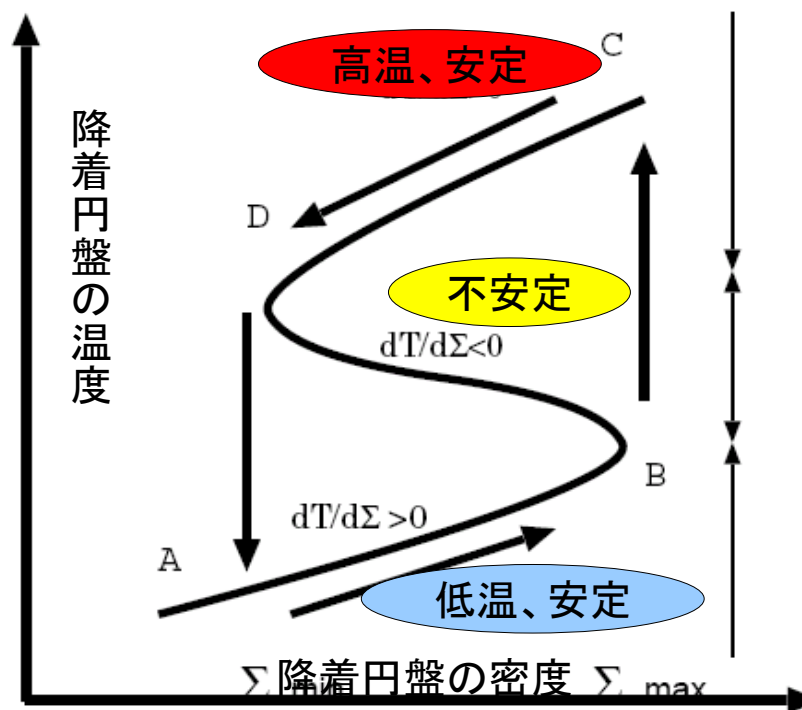 高温、安定
C
降着円盤の温度
D
不安定
dT/dΣ<0
B
dT/dΣ >0
A
低温、安定
Σ min
降着円盤の密度
Σ max